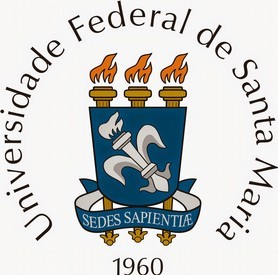 Universidade Federal de Santa Maria
SEDES SAPIENTIÆ
1960